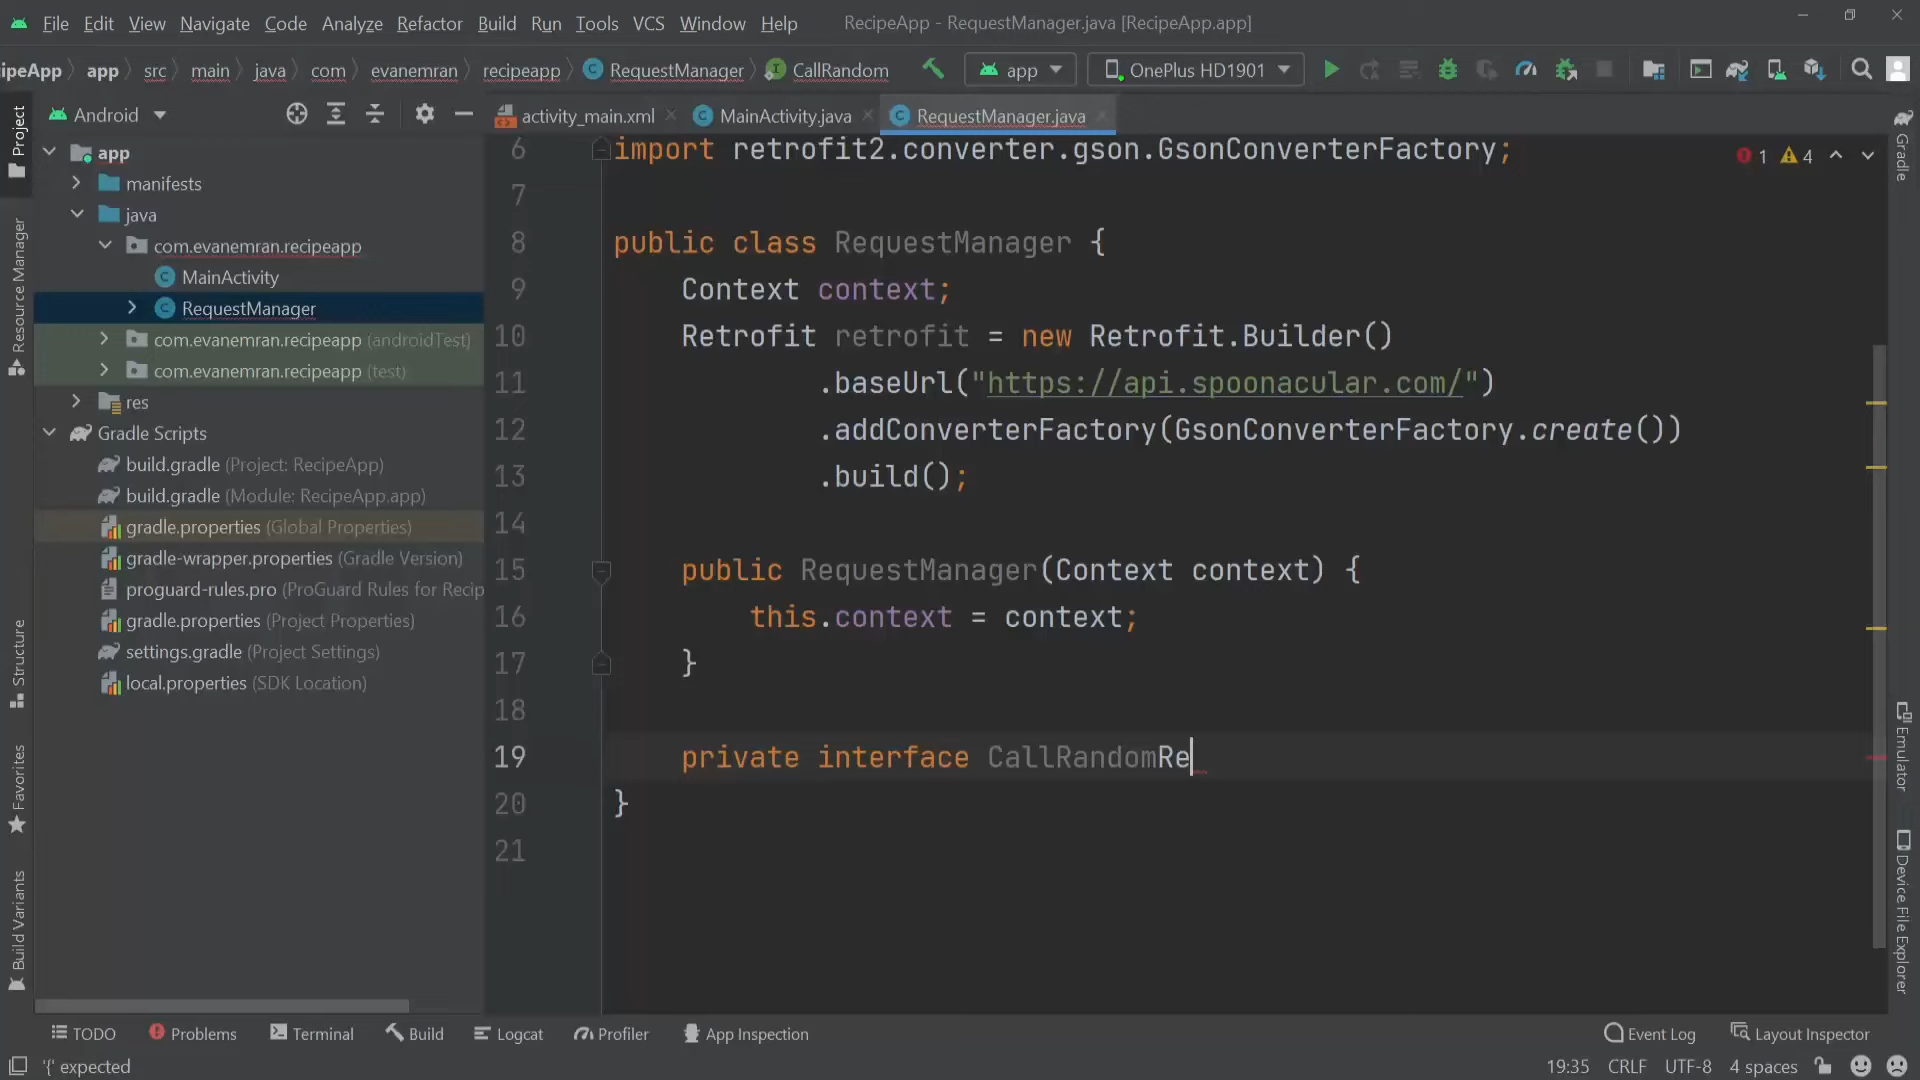 File Edit View Navigate Code Analyze Refactor Build Run Tools VCS Window Help RecipeApp - RequestManager.java [RecipeApp.app]
ipeApp app src main java com evanemran recipeapp RequestManager CallRandom app OnePlus HD1901
Android
activity_main.xml MainActivity.java RequestManager.java
app
manifests
java
com.evanemran.recipeapp
MainActivity
RequestManager
com.evanemran.recipeapp (androidTest)
com.evanemran.recipeapp (test)
res
Gradle Scripts
build.gradle (Project: RecipeApp)
build.gradle (Module: RecipeApp.app)
gradle.properties (Global Properties)
gradle-wrapper.properties (Gradle Version)
proguard-rules.pro (ProGuard Rules for Recip
gradle.properties (Project Properties)
settings.gradle (Project Settings)
local.properties (SDK Location)
Project
Resource Manager
Structure
Favorites
Build Variants
6 import retrofit2.converter.gson.GsonConverterFactory;
1 4
7
8 public class RequestManager {
9 Context context;
10 Retrofit retrofit = new Retrofit.Builder()
11 .baseUrl("https://api.spoonacular.com/")
12 .addConverterFactory(GsonConverterFactory.create())
13 .build();
14
15 public RequestManager(Context context) {
16 this.context = context;
17 }
18
19 private interface CallRandomRe
20 }
21
Gradle
Emulator
Device File Explorer
TODO Problems Terminal Build Logcat Profiler App Inspection Event Log Layout Inspector
'{' expected 19:35 CRLF UTF-8 4 spaces